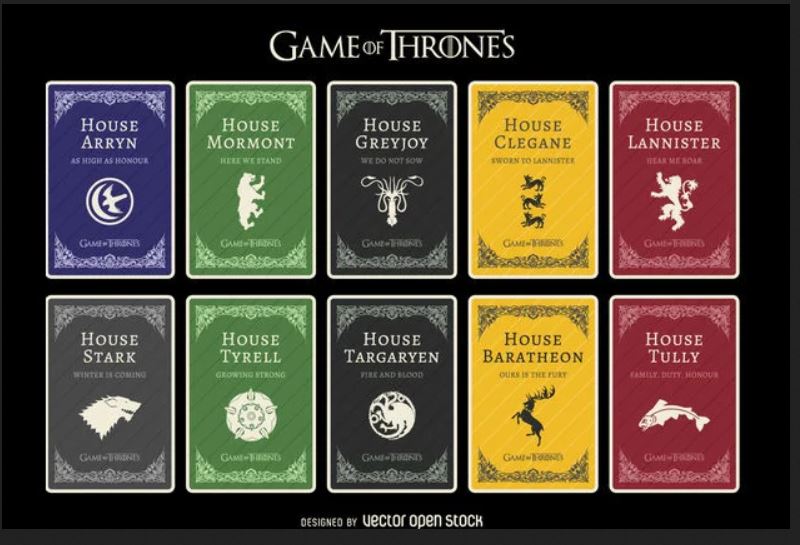 GAME OF THRONES
HOUSE
ARRYN
AS HIGH AS HONOUR
GAME OF THRONES
HOUSE
MORMONT
HERE WE STAND
GAME OF THRONES
HOUSE
GREYJOY
WE DO NOT SOW
GAME OF THRONES
HOUSE
CLEGANE
SWORN TO LANNISTER
GAME OF THRONES
HOUSE
LANNISTER
HEAR ME ROAR
GAME OF THRONES
HOUSE
STARK
WINTER IS COMING
GAME OF THRONES
HOUSE
TYRELL
GROWING STRONG
GAME OF THRONES
HOUSE
TARGARYEN
FIRE AND BLOOD
GAME OF THRONES
HOUSE
BARATHEON
OURS IS THE FURY
GAME OF THRONES
HOUSE
TULLY
FAMILY, DUTY, HONOUR
GAME OF THRONES
DESIGNED BY vector open stock